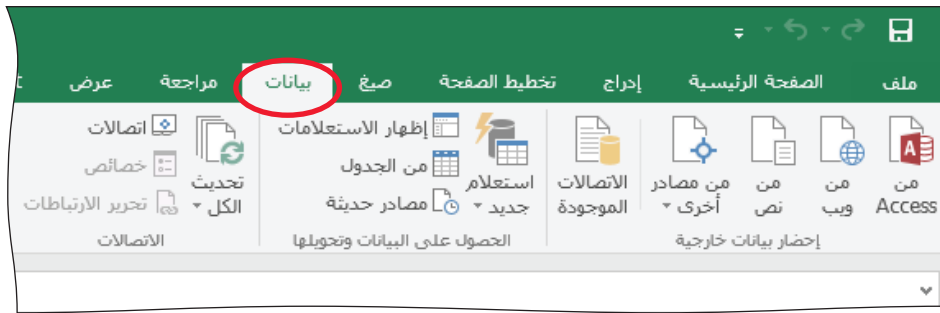 ملف الصفحة الرئيسية إدراج تخطيط الصفحة صيغ بيانات مراجعة عرض
من Access
من ويب
من نص
من مصادر أخرى
الاتصالات الموجودة
إحضار بيانات خارجية
استعلام جديد
إظهار الاستعلامات
من الجدول
مصادر حديثة
الحصول على البيانات وتحويلها
تحديث الكل
اتصالات
خصائص
تحرير الارتباطات
الاتصالات